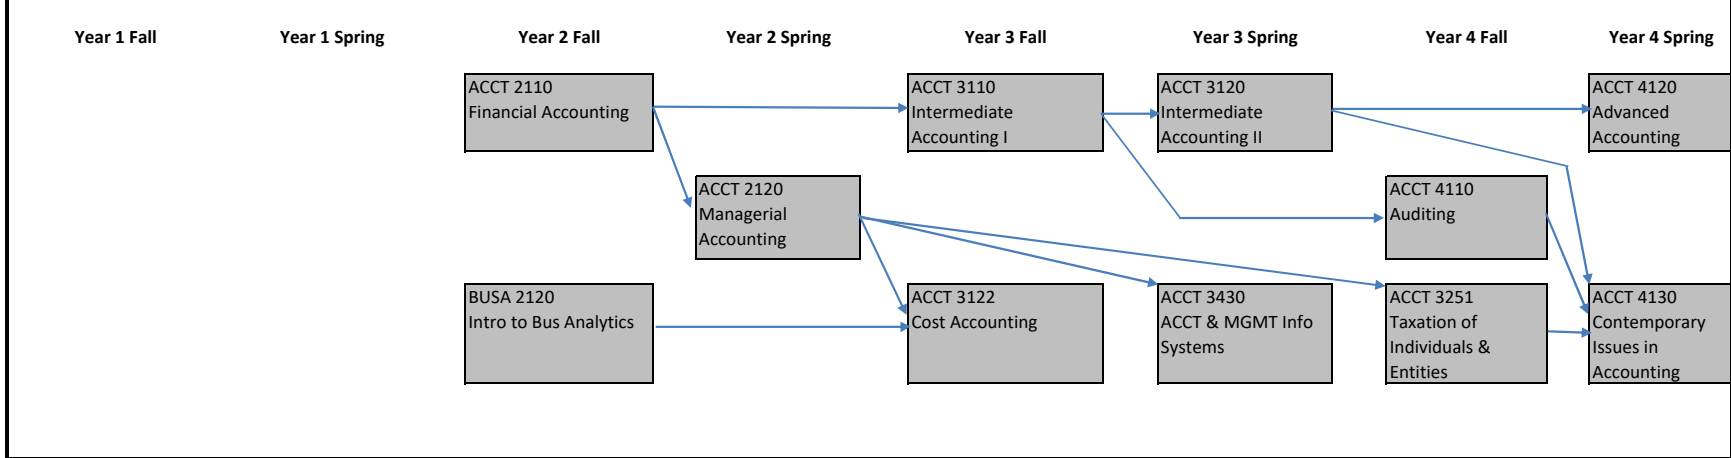 Year 1 Fall
Year 1 Spring
Year 2 Fall
Year 2 Spring
Year 3 Fall
Year 3 Spring
Year 4 Fall
Year 4 Spring
ACCT 2110
Financial Accounting
ACCT 3110
Intermediate
Accounting I
ACCT 3120
Intermediate
Accounting II
ACCT 4120
Advanced
Accounting
ACCT 2120
Managerial
Accounting
ACCT 4110
Auditing
BUSA 2120
Intro to Bus Analytics
ACCT 3122
Cost Accounting
ACCT 3430
ACCT & MGMT Info
Systems
ACCT 3251
Taxation of
Individuals &
Entities
ACCT 4130
Contemporary
Issues in
Accounting